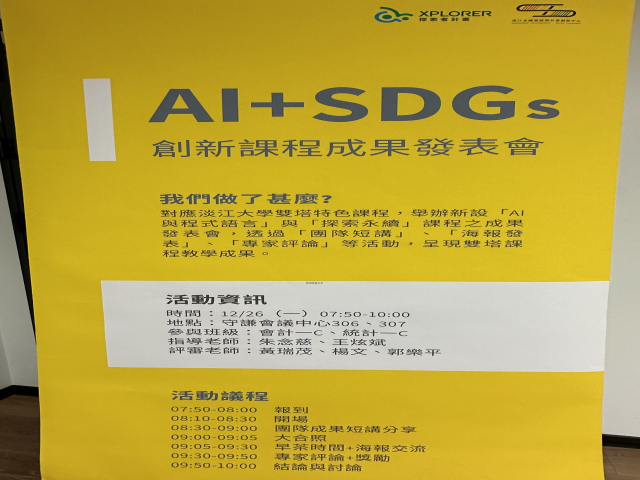 XPLORER
探索者計畫
AI+SDGs
創新課程成果發表會
我們做了甚麼?
對應淡江大學雙塔特色課程，舉辦新設「AI
與程式語言」與「探索永續」課程之成果
發表會，透過「團隊短講」、「海報發
表」、「專家評論」等活動，呈現雙塔課
程教學成果。
活動資訊
時間：12/26（一）07:50-10:00
地點：守謙會議中心306、307
參與班級：會計一C、統計一C
指導老師：朱念慈、王炫斌
評審老師：黃瑞茂、楊文、郭樂平
活動議程
07:50-08:00 報到
08:10-08:30 開場
08:30-09:00 團隊成果短講分享
09:00-09:05 大合照
09:05-09:30 早茶時間+海報交流
09:30-09:50 專家評論+獎勵
09:50-10:00 結論與討論